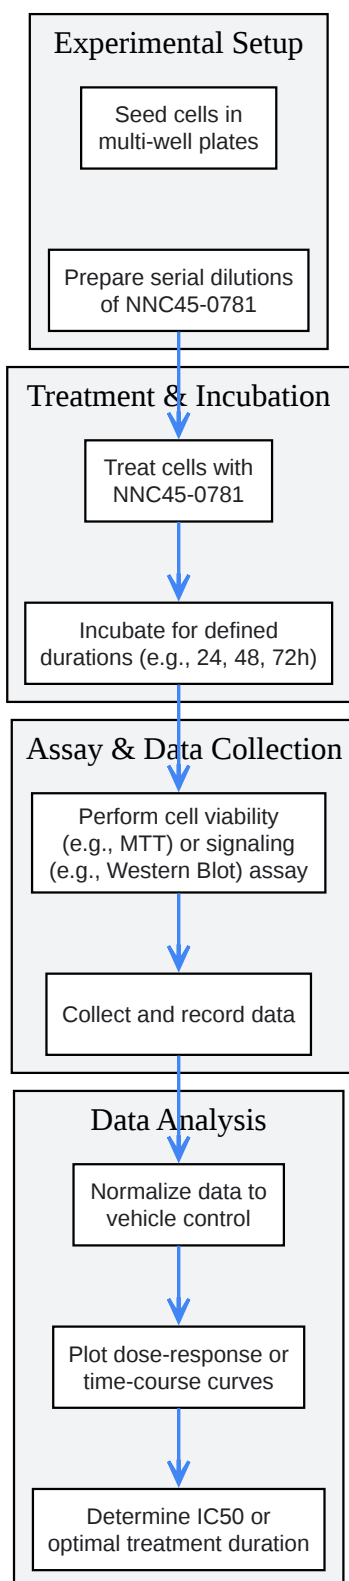 Experimental Setup
Seed cells in
multi-well plates
Prepare serial dilutions
of NNC45-0781
Treatment & Incubation
Treat cells with
NNC45-0781
Incubate for defined
durations (e.g., 24, 48, 72h)
Assay & Data Collection
Perform cell viability
(e.g., MTT) or signaling
(e.g., Western Blot) assay
Collect and record data
Data Analysis
Normalize data to
vehicle control
Plot dose-response or
time-course curves
Determine IC50 or
optimal treatment duration